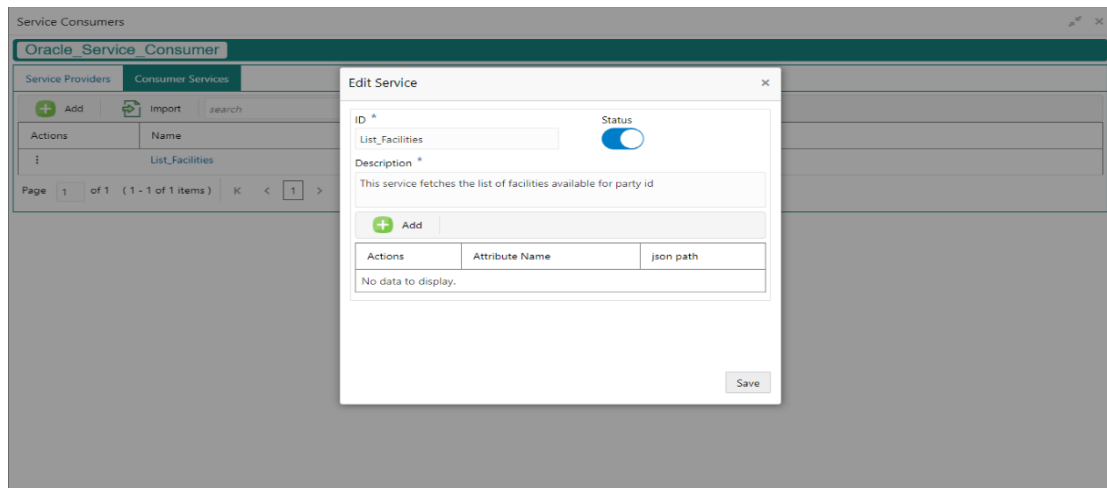 Service Consumers
Oracle_Service_Consumer
Service Providers Consumer Services
Add Import search
Actions Name
List_Facilities
Page 1 of 1 (1 - 1 of 1 items) K < 1 >
Edit Service
ID *
Status
List_Facilities
Description *
This service fetches the list of facilities available for party id
Add
Actions Attribute Name json path
No data to display.
Save